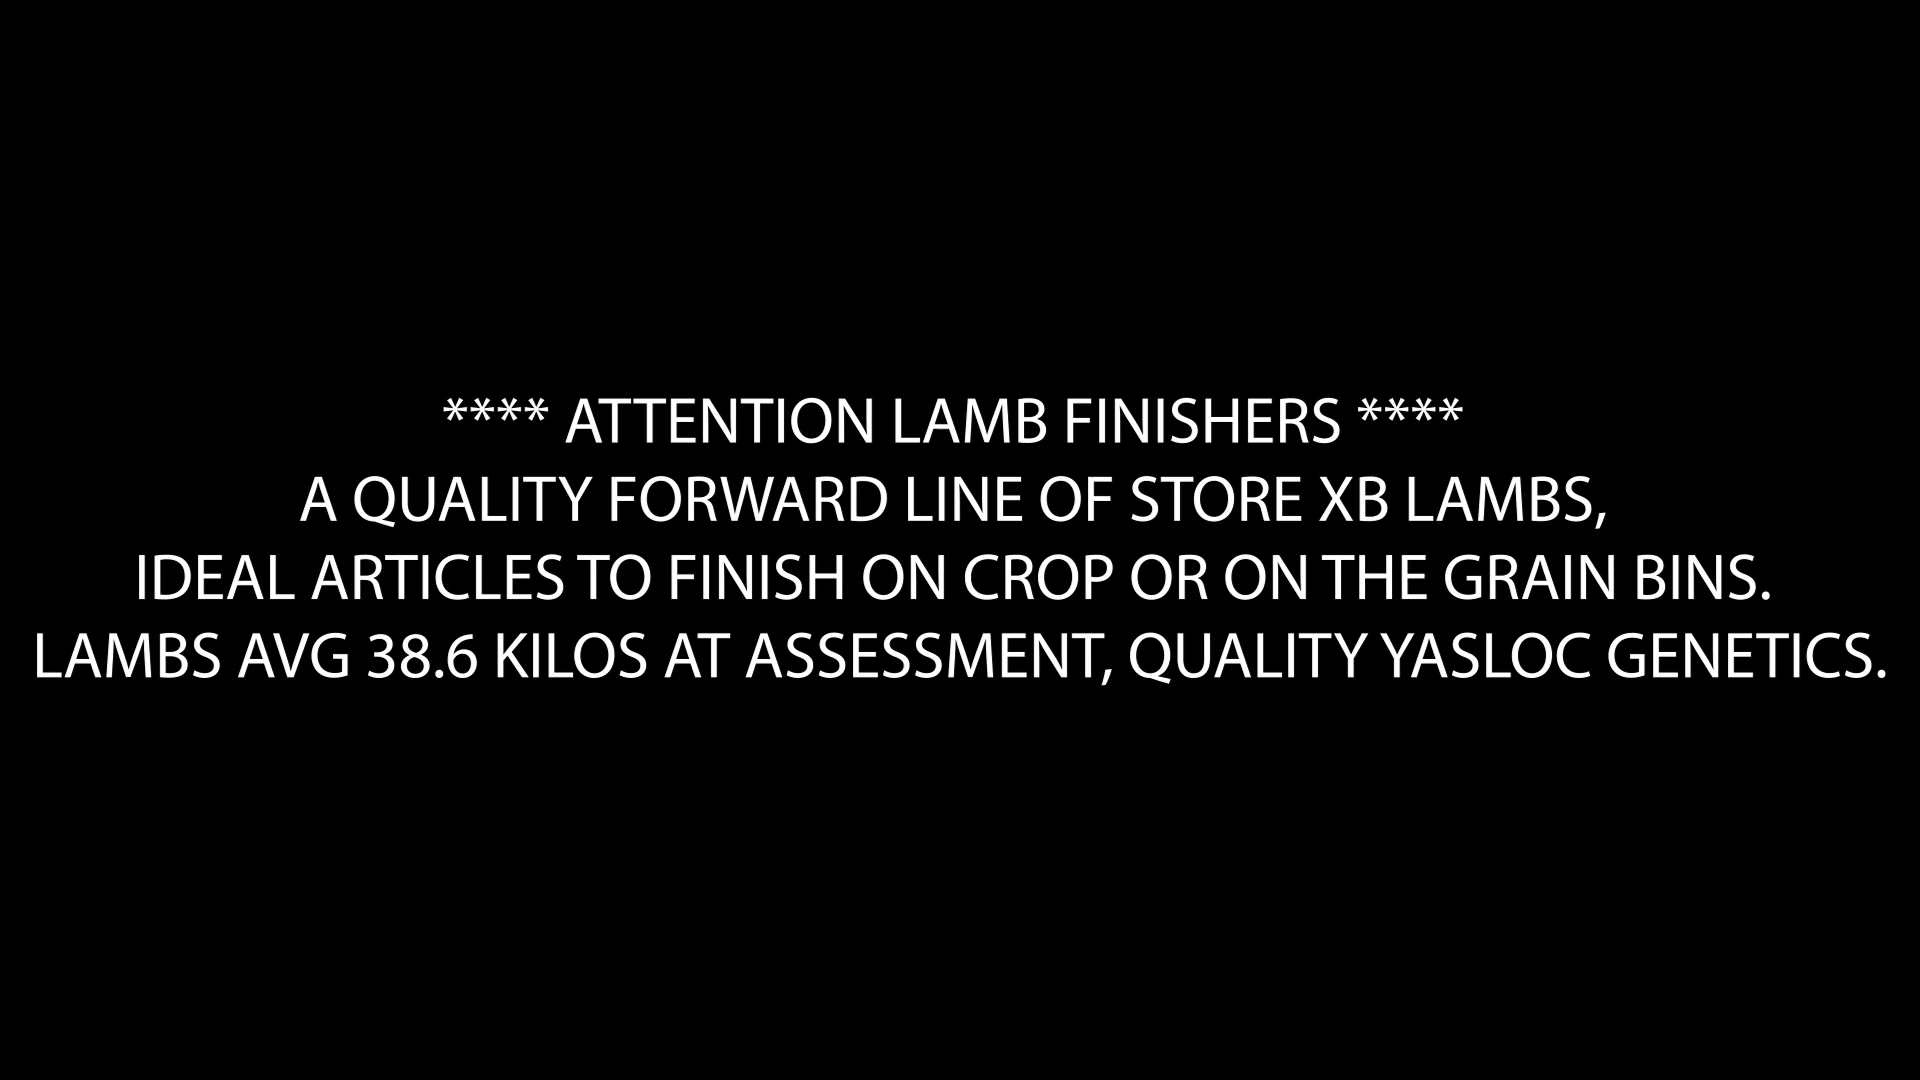 **** ATTENTION LAMB FINISHERS ****
A QUALITY FORWARD LINE OF STORE XB LAMBS,
IDEAL ARTICLES TO FINISH ON CROP OR ON THE GRAIN BINS.
LAMBS AVG 38.6 KILOS AT ASSESSMENT, QUALITY YASLOC GENETICS.